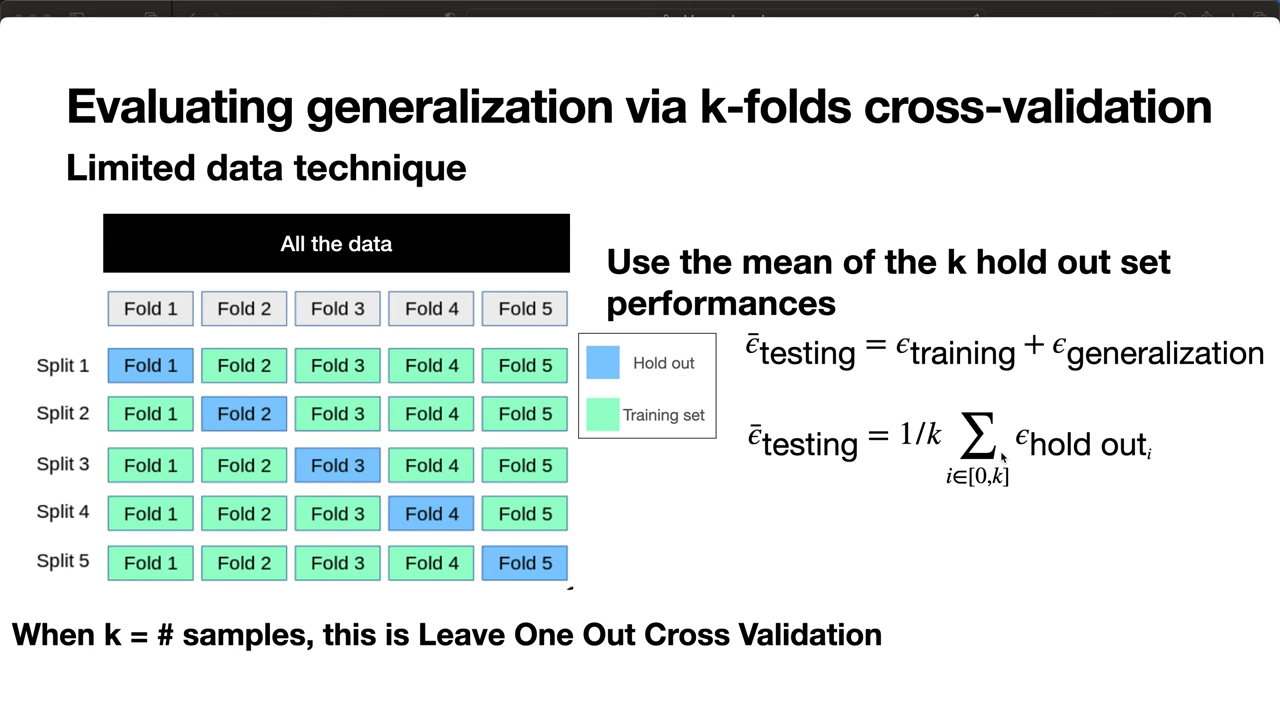 Evaluating generalization via k-folds cross-validation
Limited data technique
All the data
Fold 1 Fold 2 Fold 3 Fold 4 Fold 5
Split 1 Fold 1 Fold 2 Fold 3 Fold 4 Fold 5
Split 2 Fold 1 Fold 2 Fold 3 Fold 4 Fold 5
Split 3 Fold 1 Fold 2 Fold 3 Fold 4 Fold 5
Split 4 Fold 1 Fold 2 Fold 3 Fold 4 Fold 5
Split 5 Fold 1 Fold 2 Fold 3 Fold 4 Fold 5
Hold out
Training set
Use the mean of the k hold out set
performances
ϵ̄testing = ϵtraining + ϵgeneralization
ϵ̄testing = 1/k ∑ ϵhold outi
i∈[0,k]
When k = # samples, this is Leave One Out Cross Validation